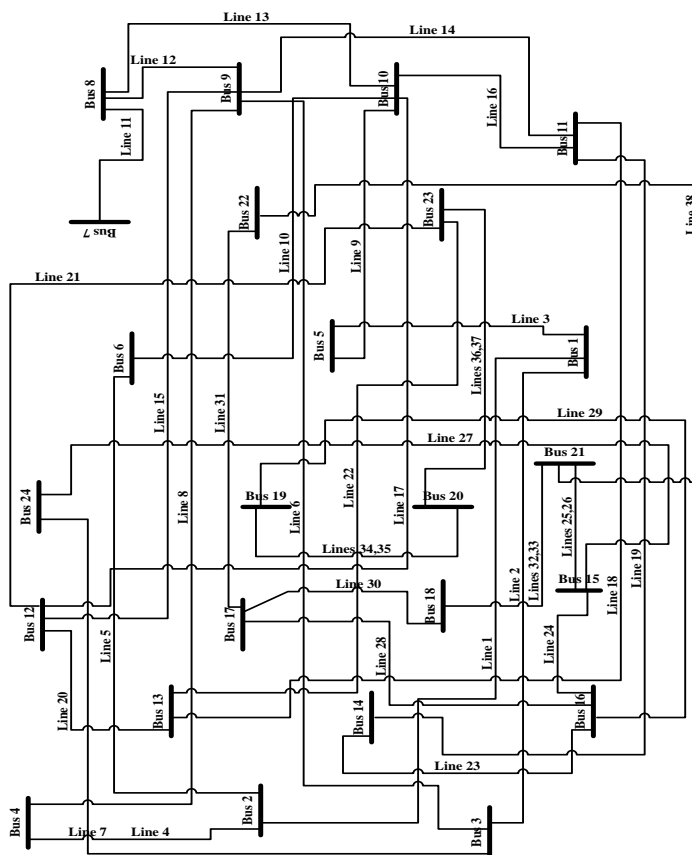 Line 13
Line 14
Line 12
Bus 8
Bus 9
Bus 10
Line 16
Bus 11
Line 11
Bus 7
Bus 22
Bus 23
Line 38
Line 10
Line 9
Line 21
Line 3
Bus 6
Bus 5
Bus 1
Lines 36,37
Line 15
Line 31
Line 29
Line 27
Line 22
Line 8
Line 6
Line 17
Bus 24
Bus 19
Bus 20
Bus 21
Lines 25,26
Lines 34,35
Lines 32,33
Line 19
Line 2
Line 18
Bus 15
Line 30
Bus 18
Bus 12
Line 5
Bus 17
Line 28
Line 1
Line 24
Line 20
Bus 13
Bus 14
Bus 16
Line 23
Bus 4
Line 7
Line 4
Bus 2
Bus 3